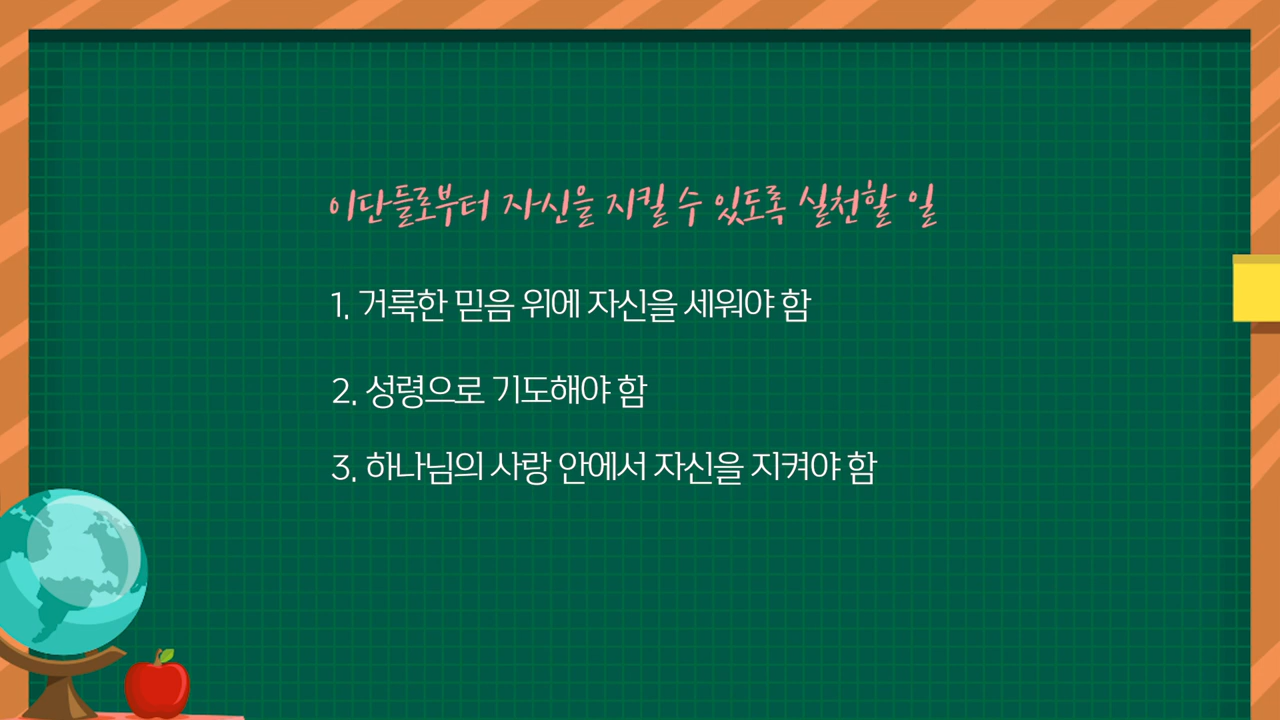 이단들로부터 자신을 지킬 수 있도록 실천할 일
1. 거룩한 믿음 위에 자신을 세워야 함
2. 성령으로 기도해야 함
3. 하나님의 사랑 안에서 자신을 지켜야 함